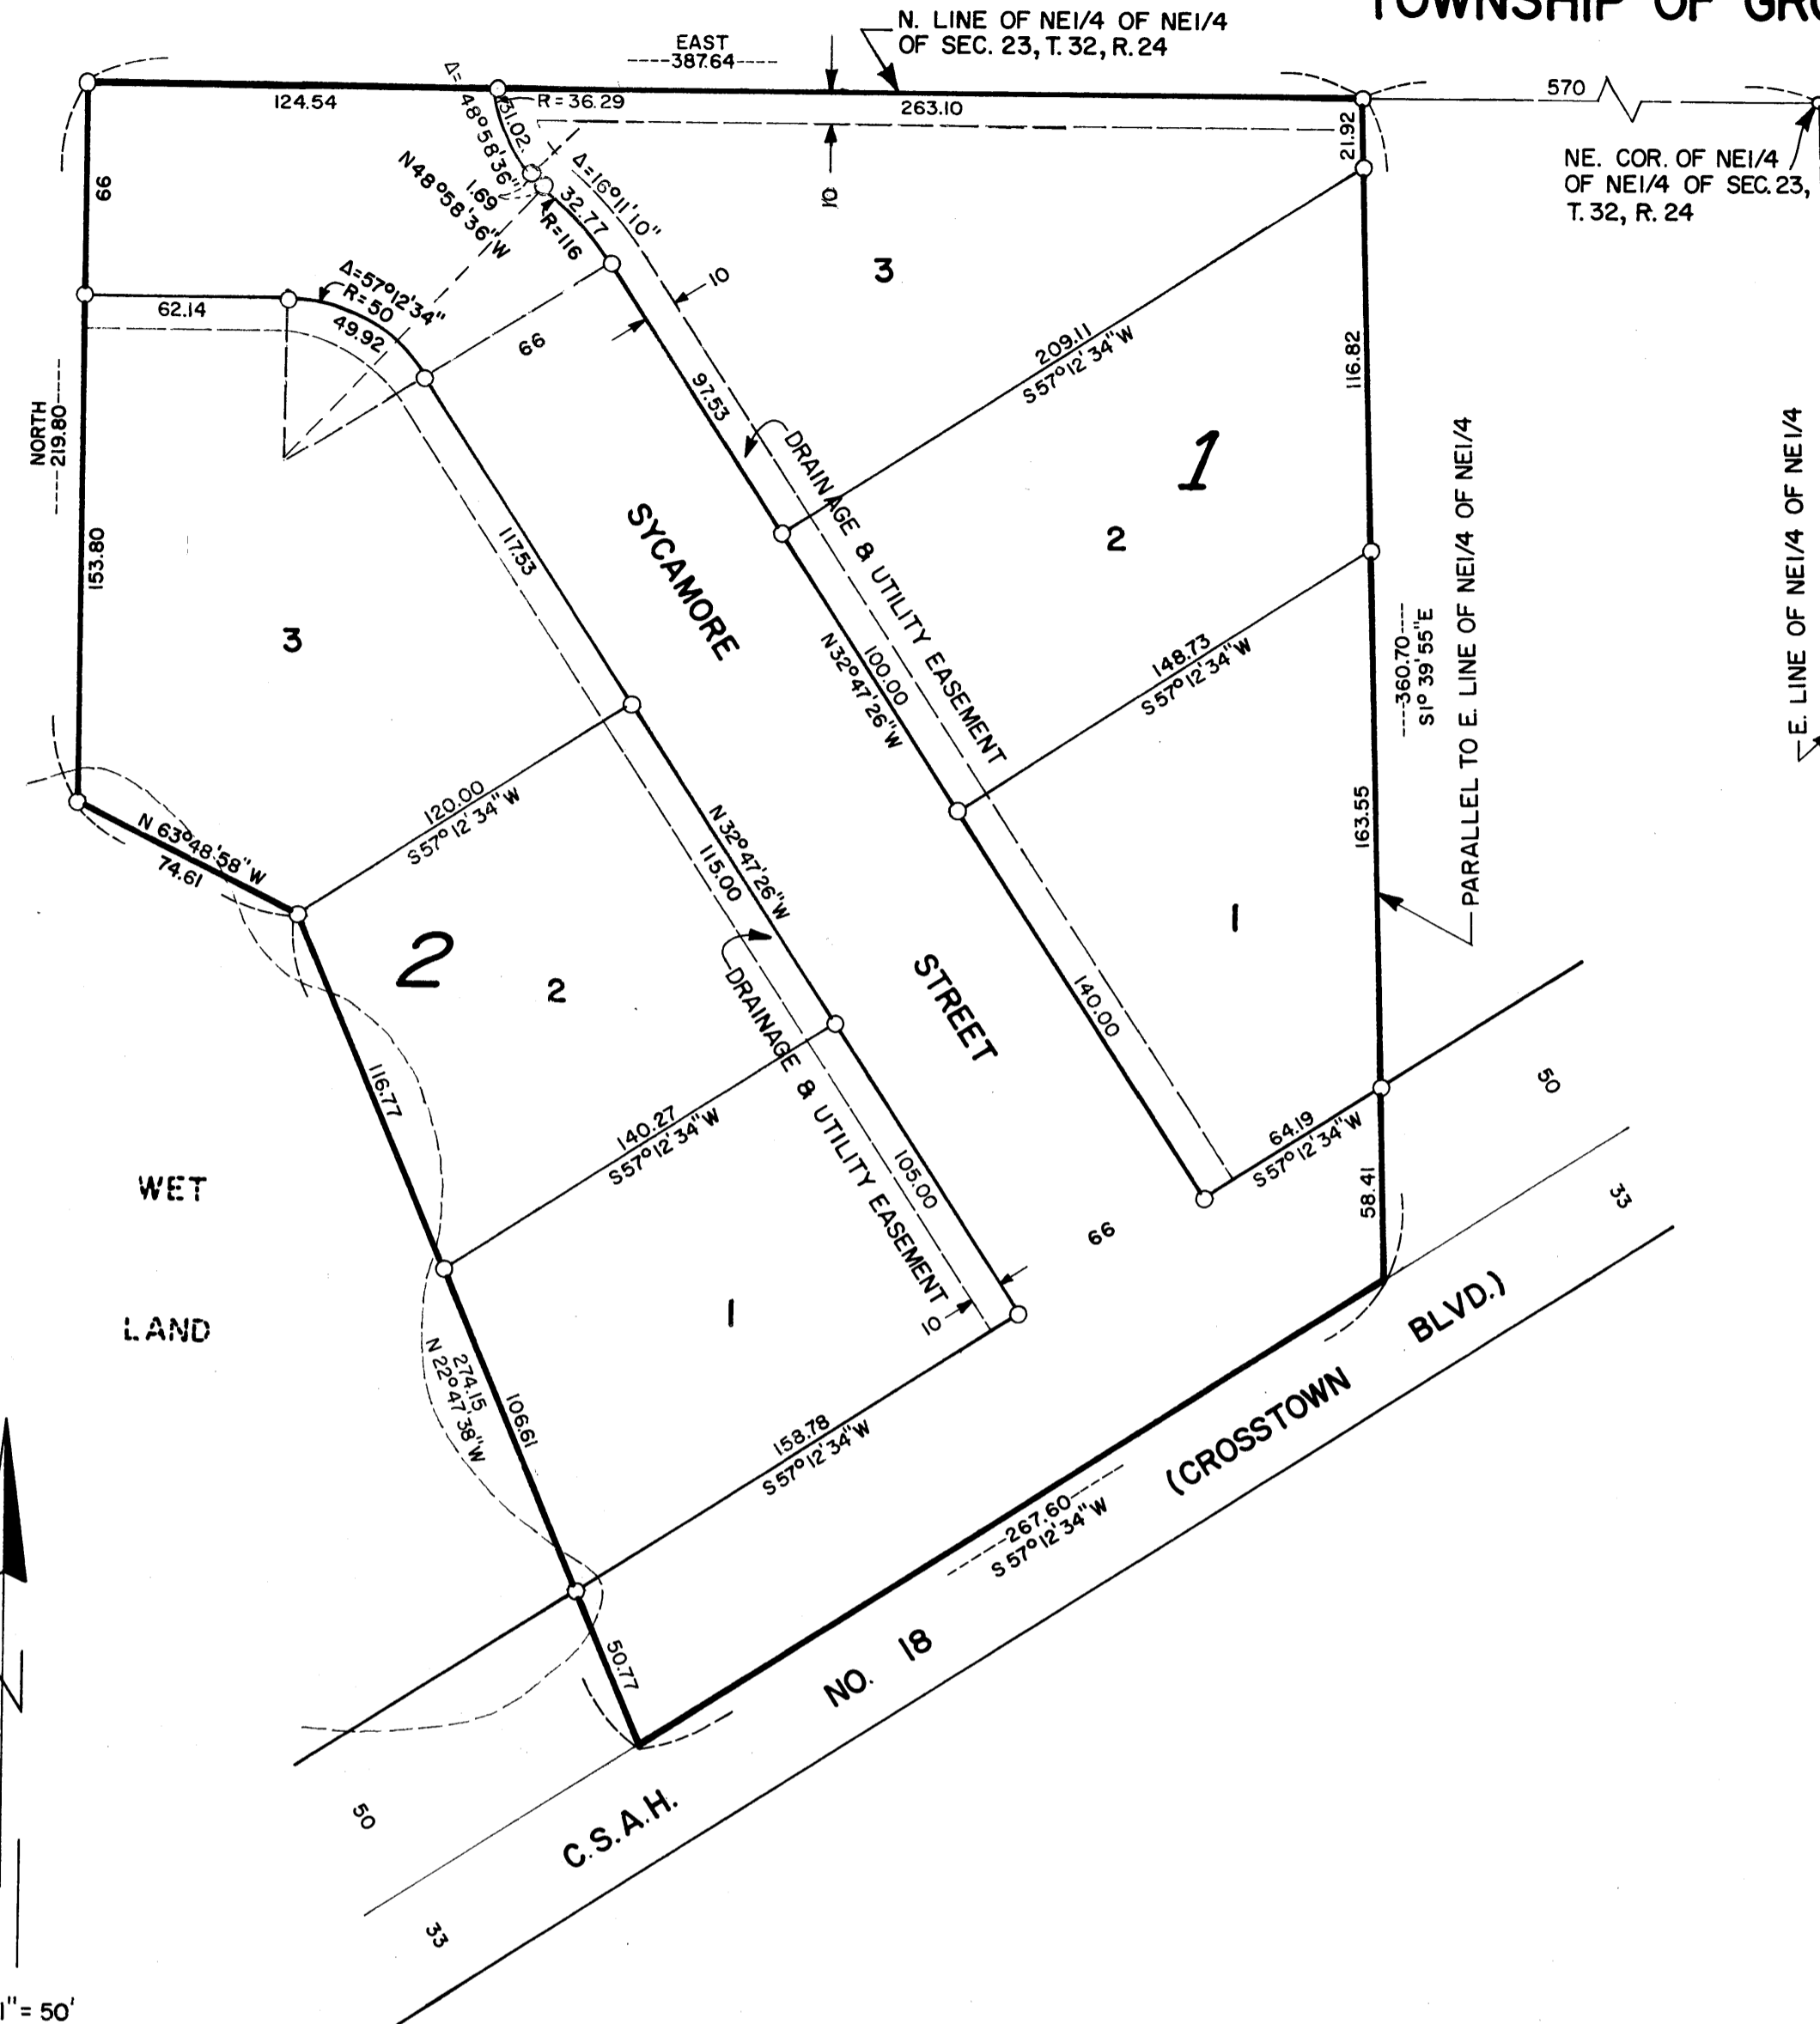 TOWNSHIP OF GRO
N. LINE OF NE1/4 OF NE1/4
OF SEC. 23, T. 32, R. 24
EAST
----387.64----
124.54
R = 36.29
263.10
570
Δ=
48°58'36"
31.02
21.92
NE. COR. OF NE1/4
OF NE1/4 OF SEC. 23,
T. 32, R. 24
66
N48°58'36"W
1.69
32.77
R=116
Δ=16°11'10"
10
10
3
Δ=57°12'34"
R=50
49.92
62.14
66
209.11
S57°12'34"W
116.82
NORTH
----219.80----
97.53
1
2
DRAINAGE & UTILITY EASEMENT
PARALLEL TO E. LINE OF NE1/4 OF NE1/4
E. LINE OF NE1/4 OF NE1/4
153.80
117.53
SYCAMORE
STREET
3
100.00
N32°47'26"W
148.73
S57°12'34"W
---360.70---
S1°39'55"E
120.00
S57°12'34"W
N32°47'26"W
115.00
163.55
N 63°48'58"W
74.61
2
2
1
140.00
DRAINAGE & UTILITY EASEMENT
116.77
140.27
S57°12'34"W
105.00
64.19
S57°12'34"W
50
58.41
33
WET
LAND
66
10
1
274.15
N 22°47'38"W
106.61
158.78
S57°12'34"W
267.60
S 57°12'34"W
50.77
C.S.A.H.
NO. 18
(CROSSTOWN
BLVD.)
50
33
1"= 50'